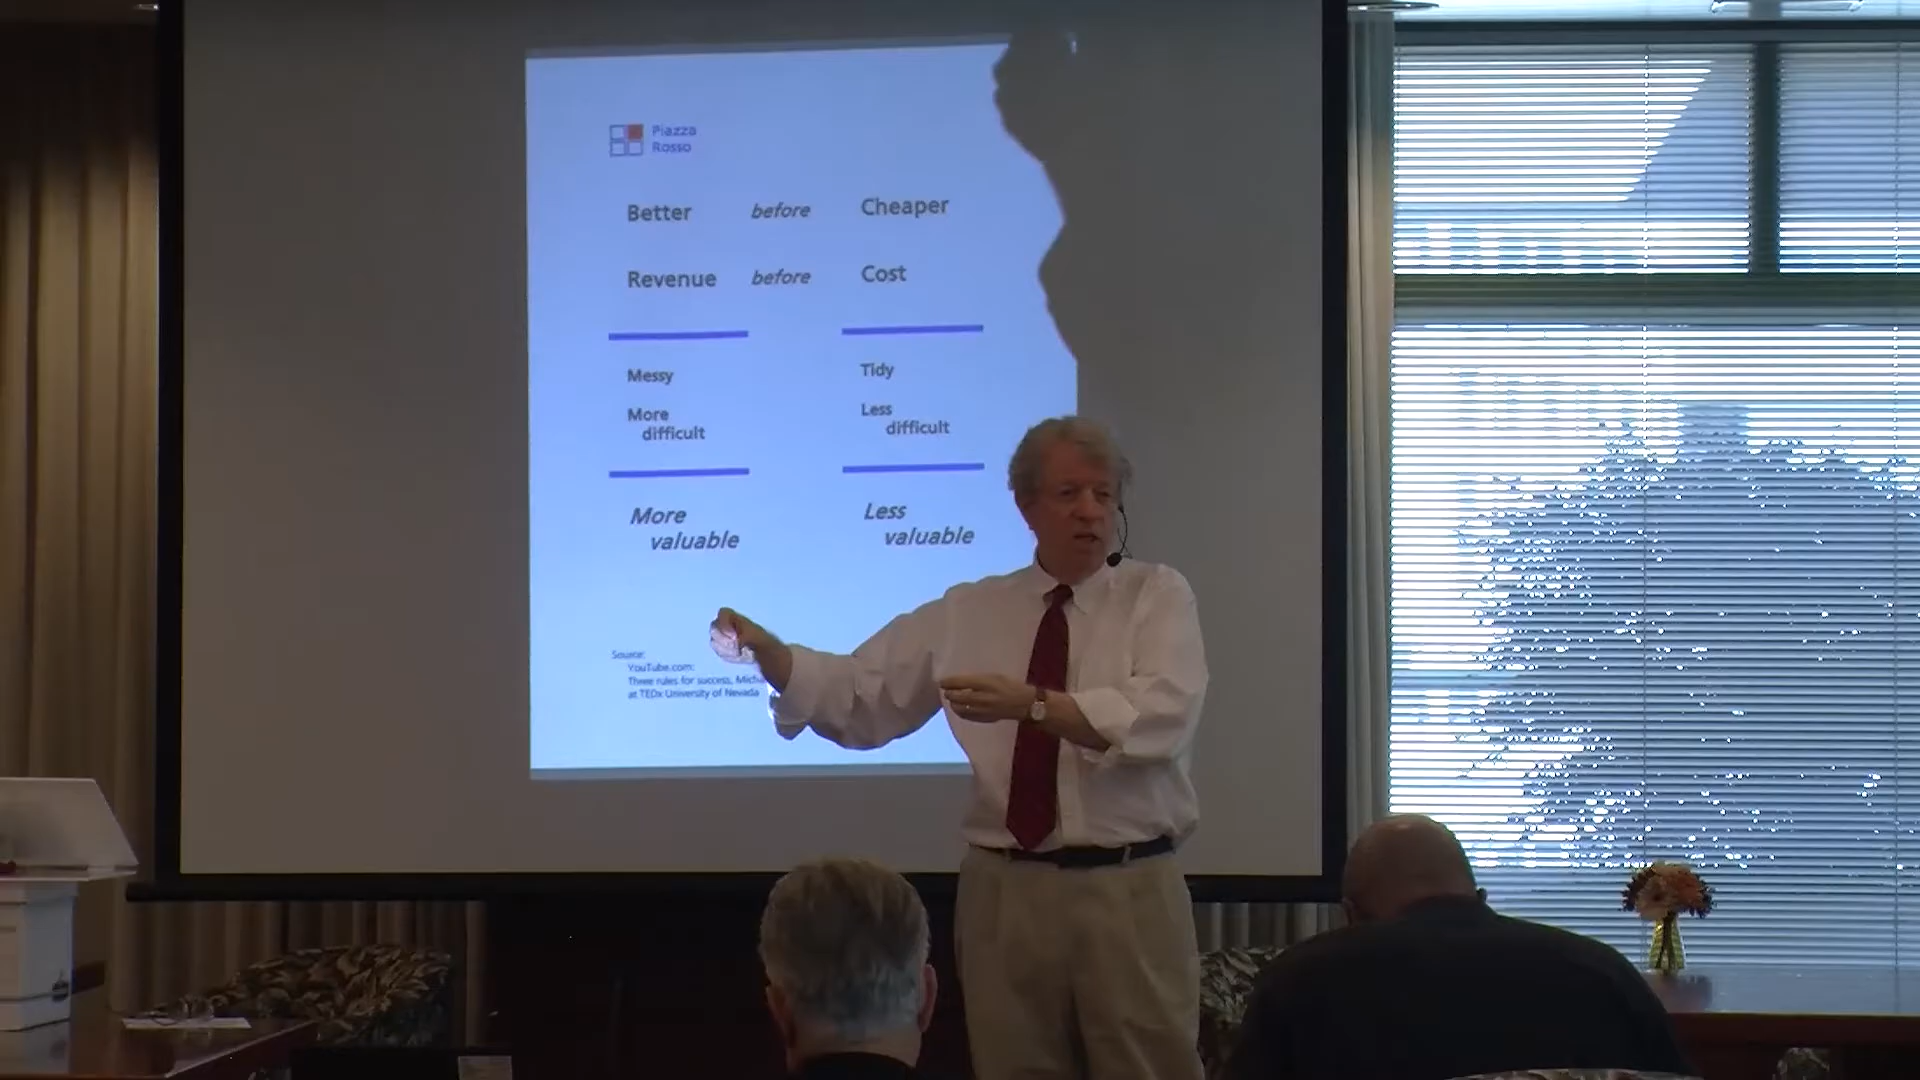 Piazza
Rosso
Better before Cheaper
Revenue before Cost
Messy Tidy
More Less
difficult difficult
More Less
valuable valuable
Source:
YouTube.com:
Three rules for success,
at TEDx University of Nevada